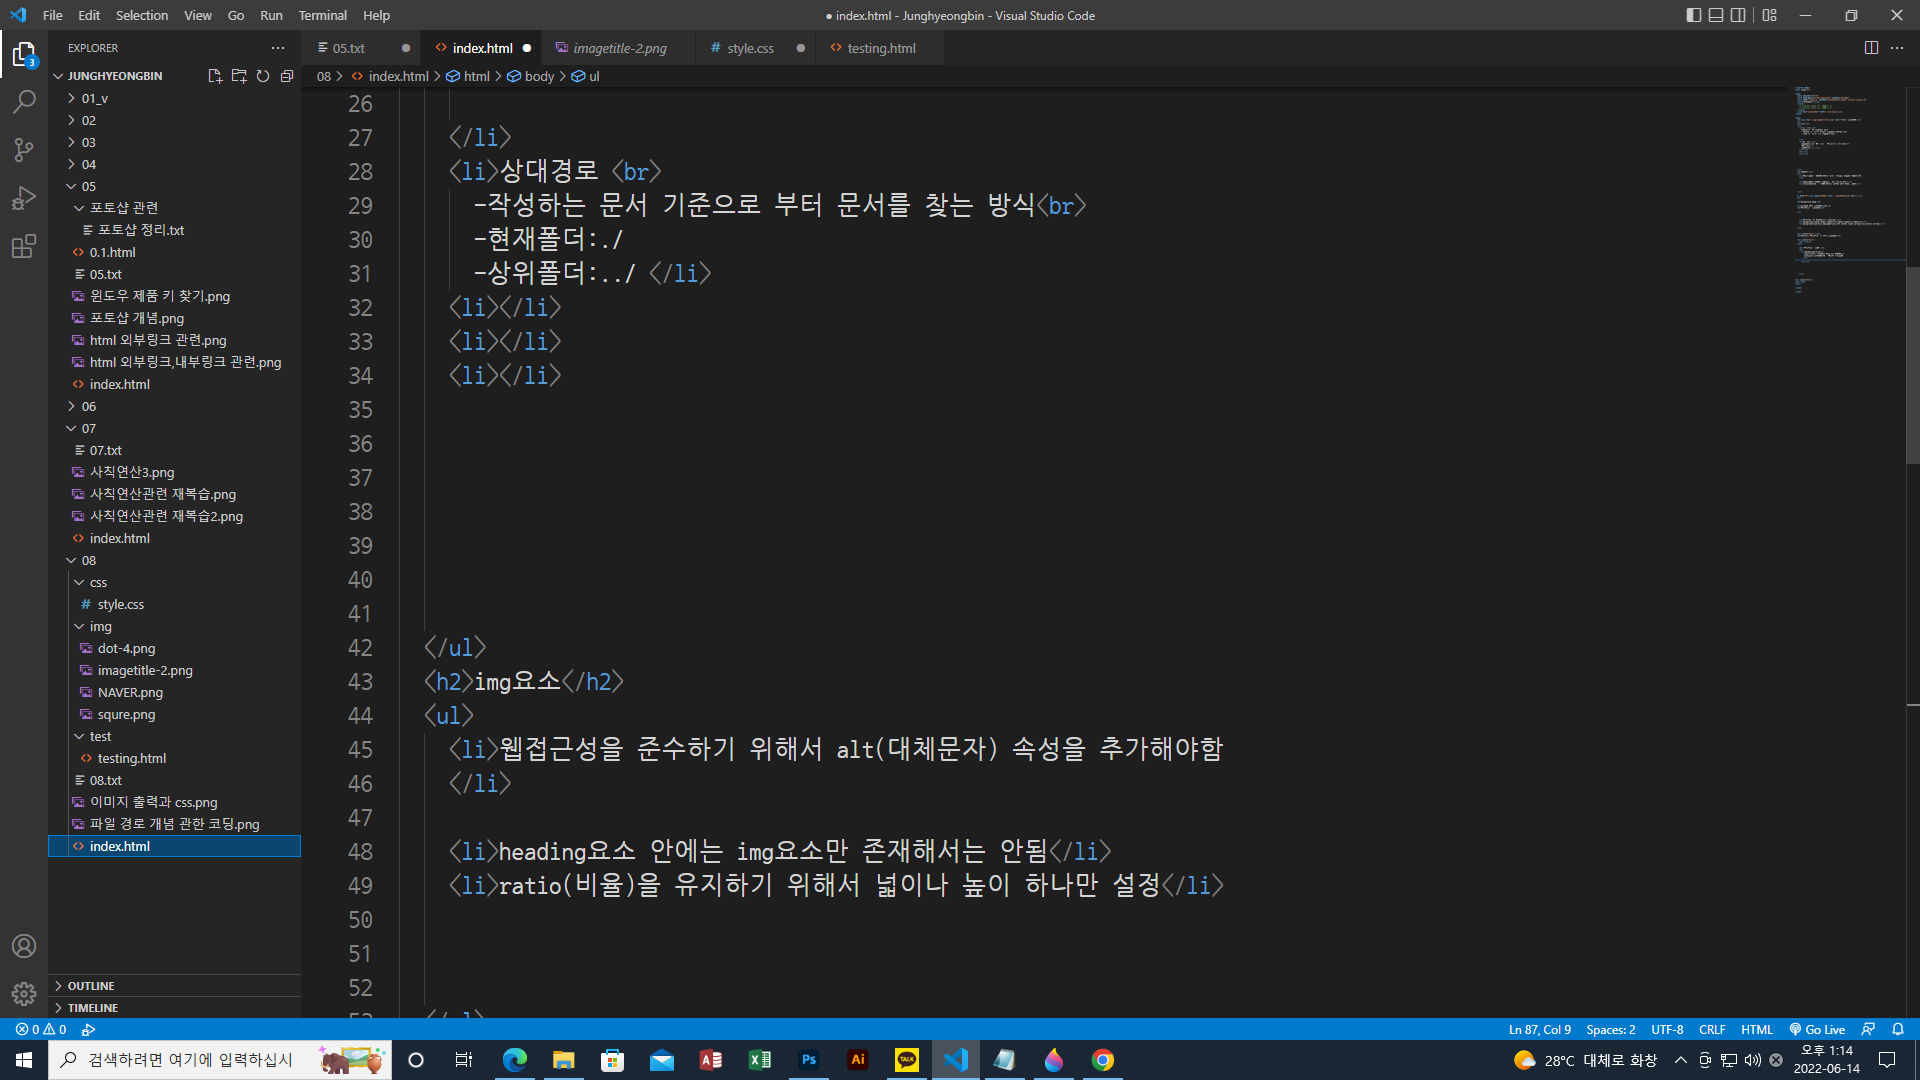 File Edit Selection View Go Run Terminal Help
● index.html - Junghyeongbin - Visual Studio Code
EXPLORER
05.txt
index.html
imagetitle-2.png
style.css
testing.html
JUNGHYEONGBIN
08 > index.html > html > body > ul
01_v
02
03
04
05
포토샵 관련
포토샵 정리.txt
0.1.html
05.txt
윈도우 제품 키 찾기.png
포토샵 개념.png
html 외부링크 관련.png
html 외부링크,내부링크 관련.png
index.html
06
07
07.txt
사칙연산3.png
사칙연산관련 재복습.png
사칙연산관련 재복습2.png
index.html
08
css
style.css
img
dot-4.png
imagetitle-2.png
NAVER.png
squre.png
test
testing.html
08.txt
이미지 출력과 css.png
파일 경로 개념 관한 코딩.png
index.html
OUTLINE
TIMELINE
26
27 </li>
28 <li>상대경로 <br>
29 -작성하는 문서 기준으로 부터 문서를 찾는 방식<br>
30 -현재폴더:./
31 -상위폴더:../ </li>
32 <li></li>
33 <li></li>
34 <li></li>
35
36
37
38
39
40
41
42 </ul>
43 <h2>img요소</h2>
44 <ul>
45 <li>웹접근성을 준수하기 위해서 alt(대체문자) 속성을 추가해야함
46 </li>
47
48 <li>heading요소 안에는 img요소만 존재해서는 안됨</li>
49 <li>ratio(비율)을 유지하기 위해서 넓이나 높이 하나만 설정</li>
50
51
52
53 </ul>
3
0 0
Ln 87, Col 9 Spaces: 2 UTF-8 CRLF HTML Go Live
검색하려면 여기에 입력하십시
Ps
Ai
TALK
28°C 대체로 화창
오후 1:14
2022-06-14